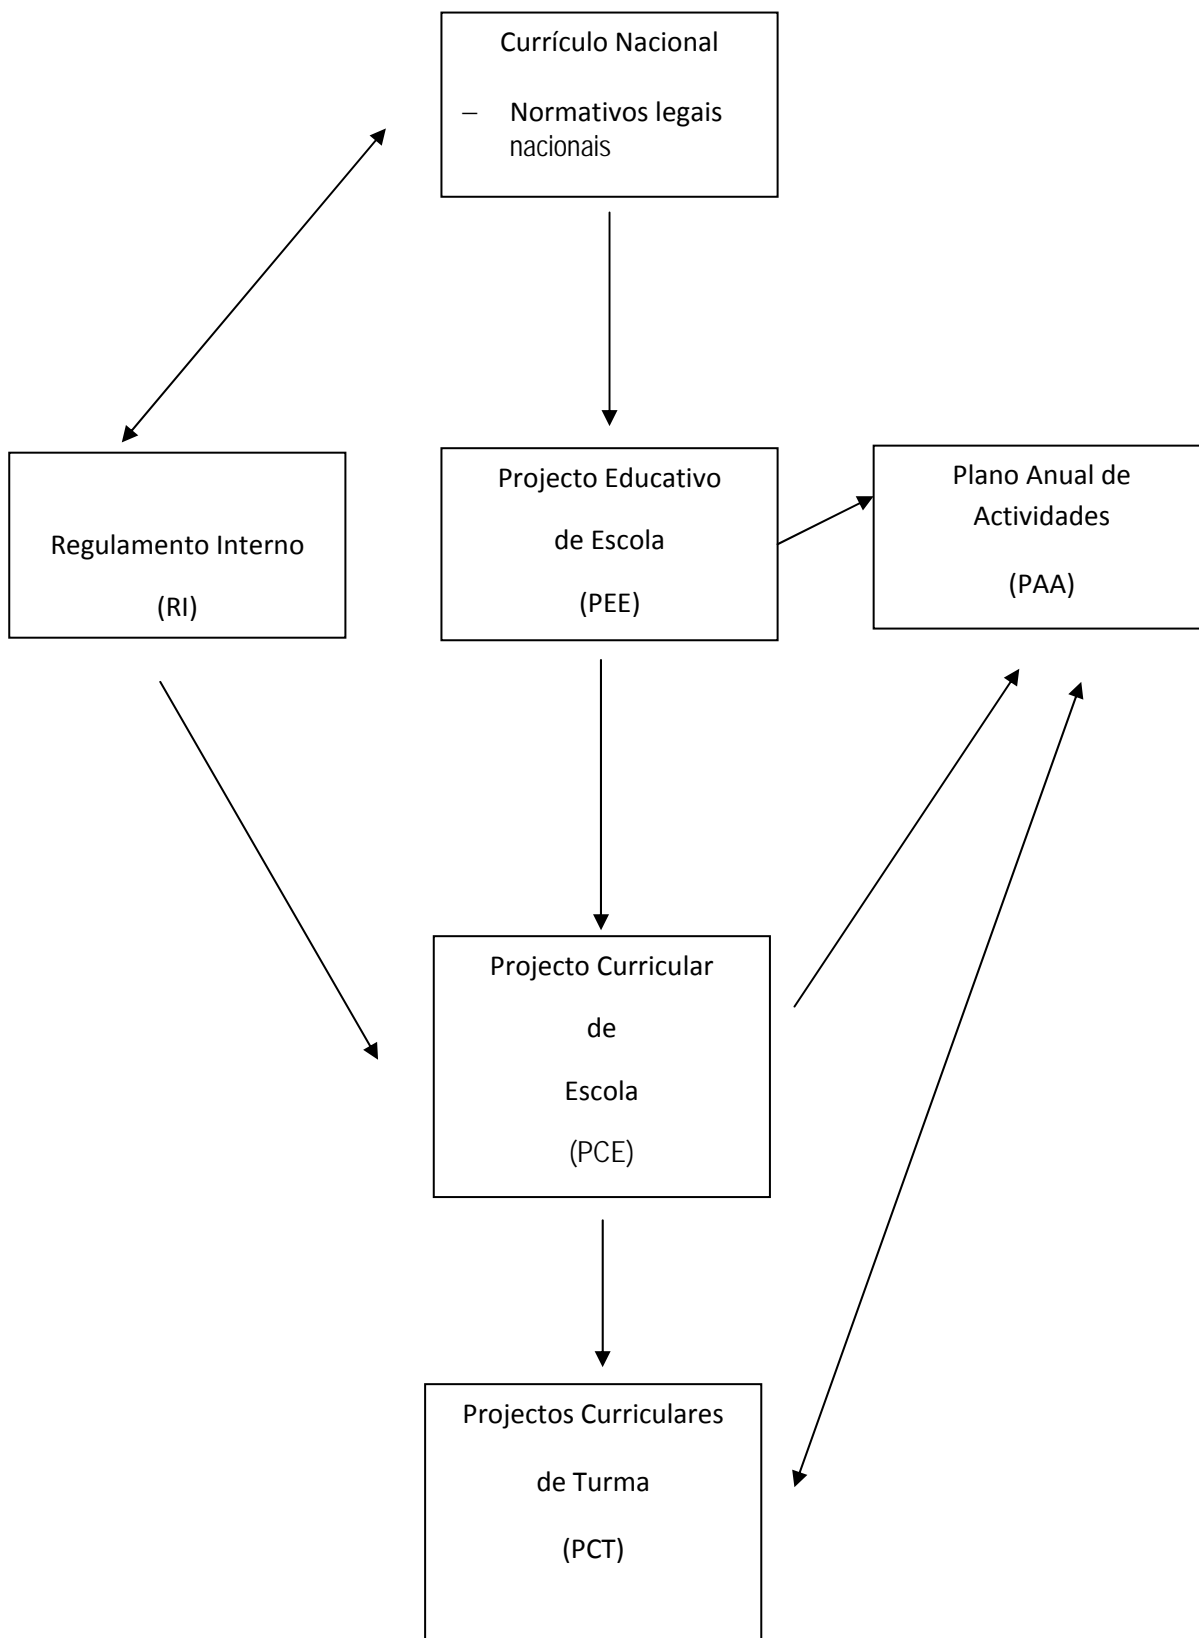 Currículo Nacional
– Normativos legais
nacionais
Regulamento Interno
(RI)
Projecto Educativo
de Escola
(PEE)
Plano Anual de
Actividades
(PAA)
Projecto Curricular
de
Escola
(PCE)
Projectos Curriculares
de Turma
(PCT)